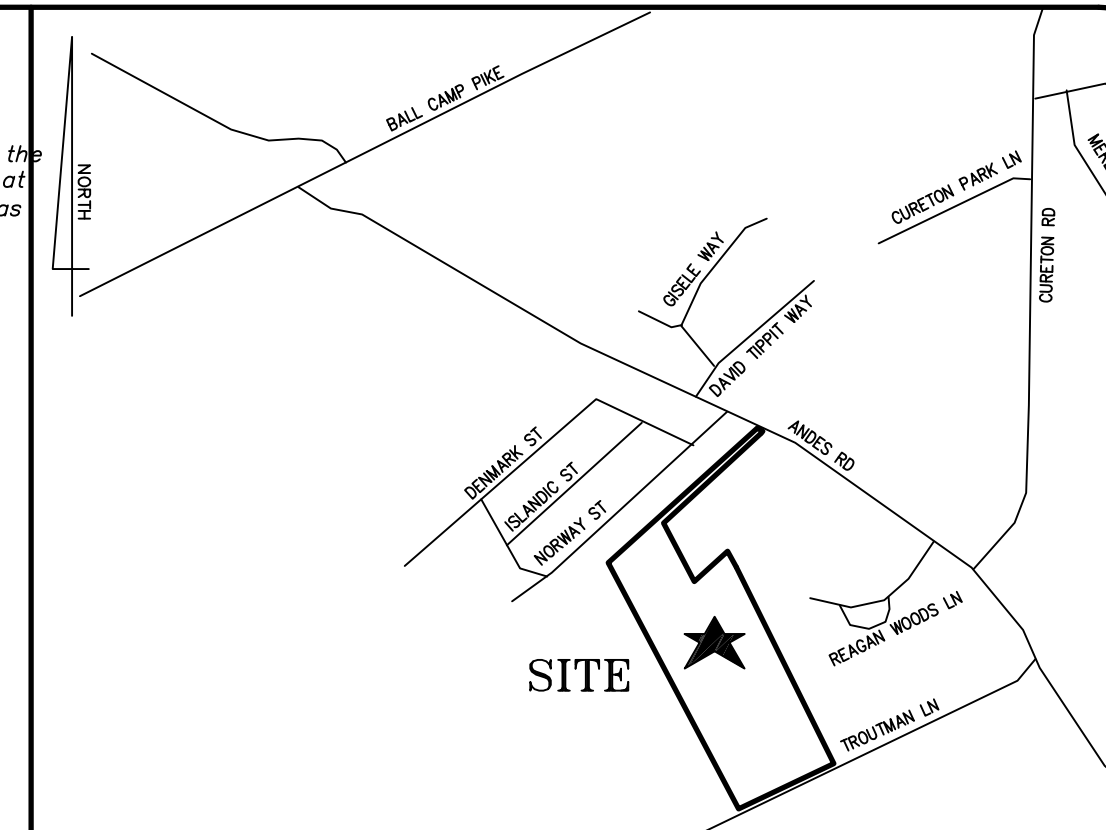 the
at
as
NORTH
BALL CAMP PIKE
CURETON PARK LN
CURETON RD
GISELE WAY
DAVID TIPPIT WAY
ANDES RD
DENMARK ST
ISLANDIC ST
NORWAY ST
REAGAN WOODS LN
SITE
TROUTMAN LN